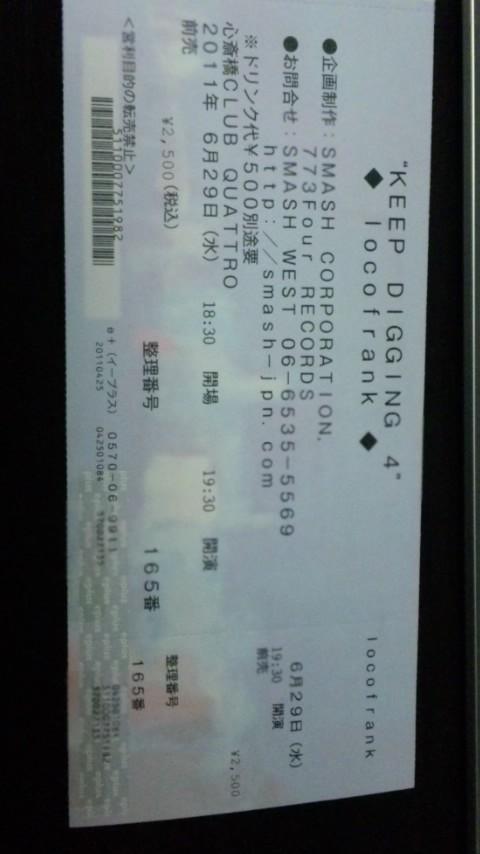 "KEEP DIGGING 4"
◆ locofrank ◆
●企画制作：SMASH CORPORATION.
773Four RECORDS
●お問合せ：SMASH WEST 06-6535-5569
http://smash-jpn.com
※ドリンク代¥500別途要
心斎橋CLUB QUATTRO
2011年 6月29日（水） 18:30 開場 19:30 開演
前売
¥2,500(税込)
整理番号 165番
＜営利目的の転売禁止＞
5110007751982
e+（イープラス） 0570-06-9911
20110425 042501084
locofrank
6月29日（水）
19:30 開演
前売
¥2,500
整理番号
165番